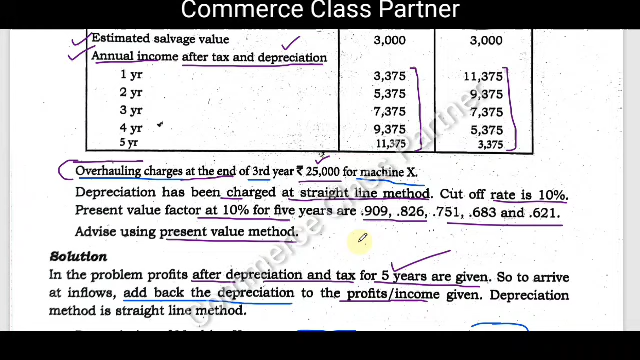 Commerce Class Partner
Estimated salvage value 3,000 3,000
Annual income after tax and depreciation
1 yr 3,375 11,375
2 yr 5,375 9,375
3 yr 7,375 7,375
4 yr 9,375 5,375
5 yr 11,375 3,375
Overhauling charges at the end of 3rd year ₹ 25,000 for machine X.
Depreciation has been charged at straight line method. Cut off rate is 10%.
Present value factor at 10% for five years are .909, .826, .751, .683 and .621.
Advise using present value method.
Solution
In the problem profits after depreciation and tax for 5 years are given. So to arrive
at inflows, add back the depreciation to the profits/income given. Depreciation
method is straight line method.
Commerce Class Partner